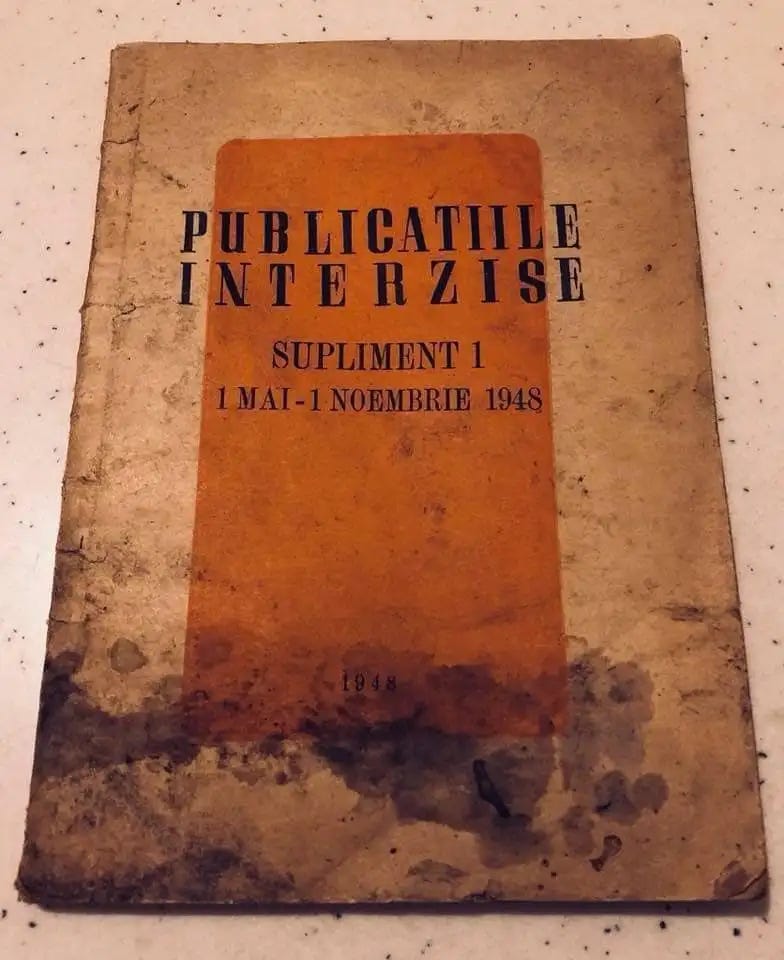 PUBLICATIILE
INTERZISE
SUPLIMENT 1
1 MAI-1 NOEMBRIE 1948
1948